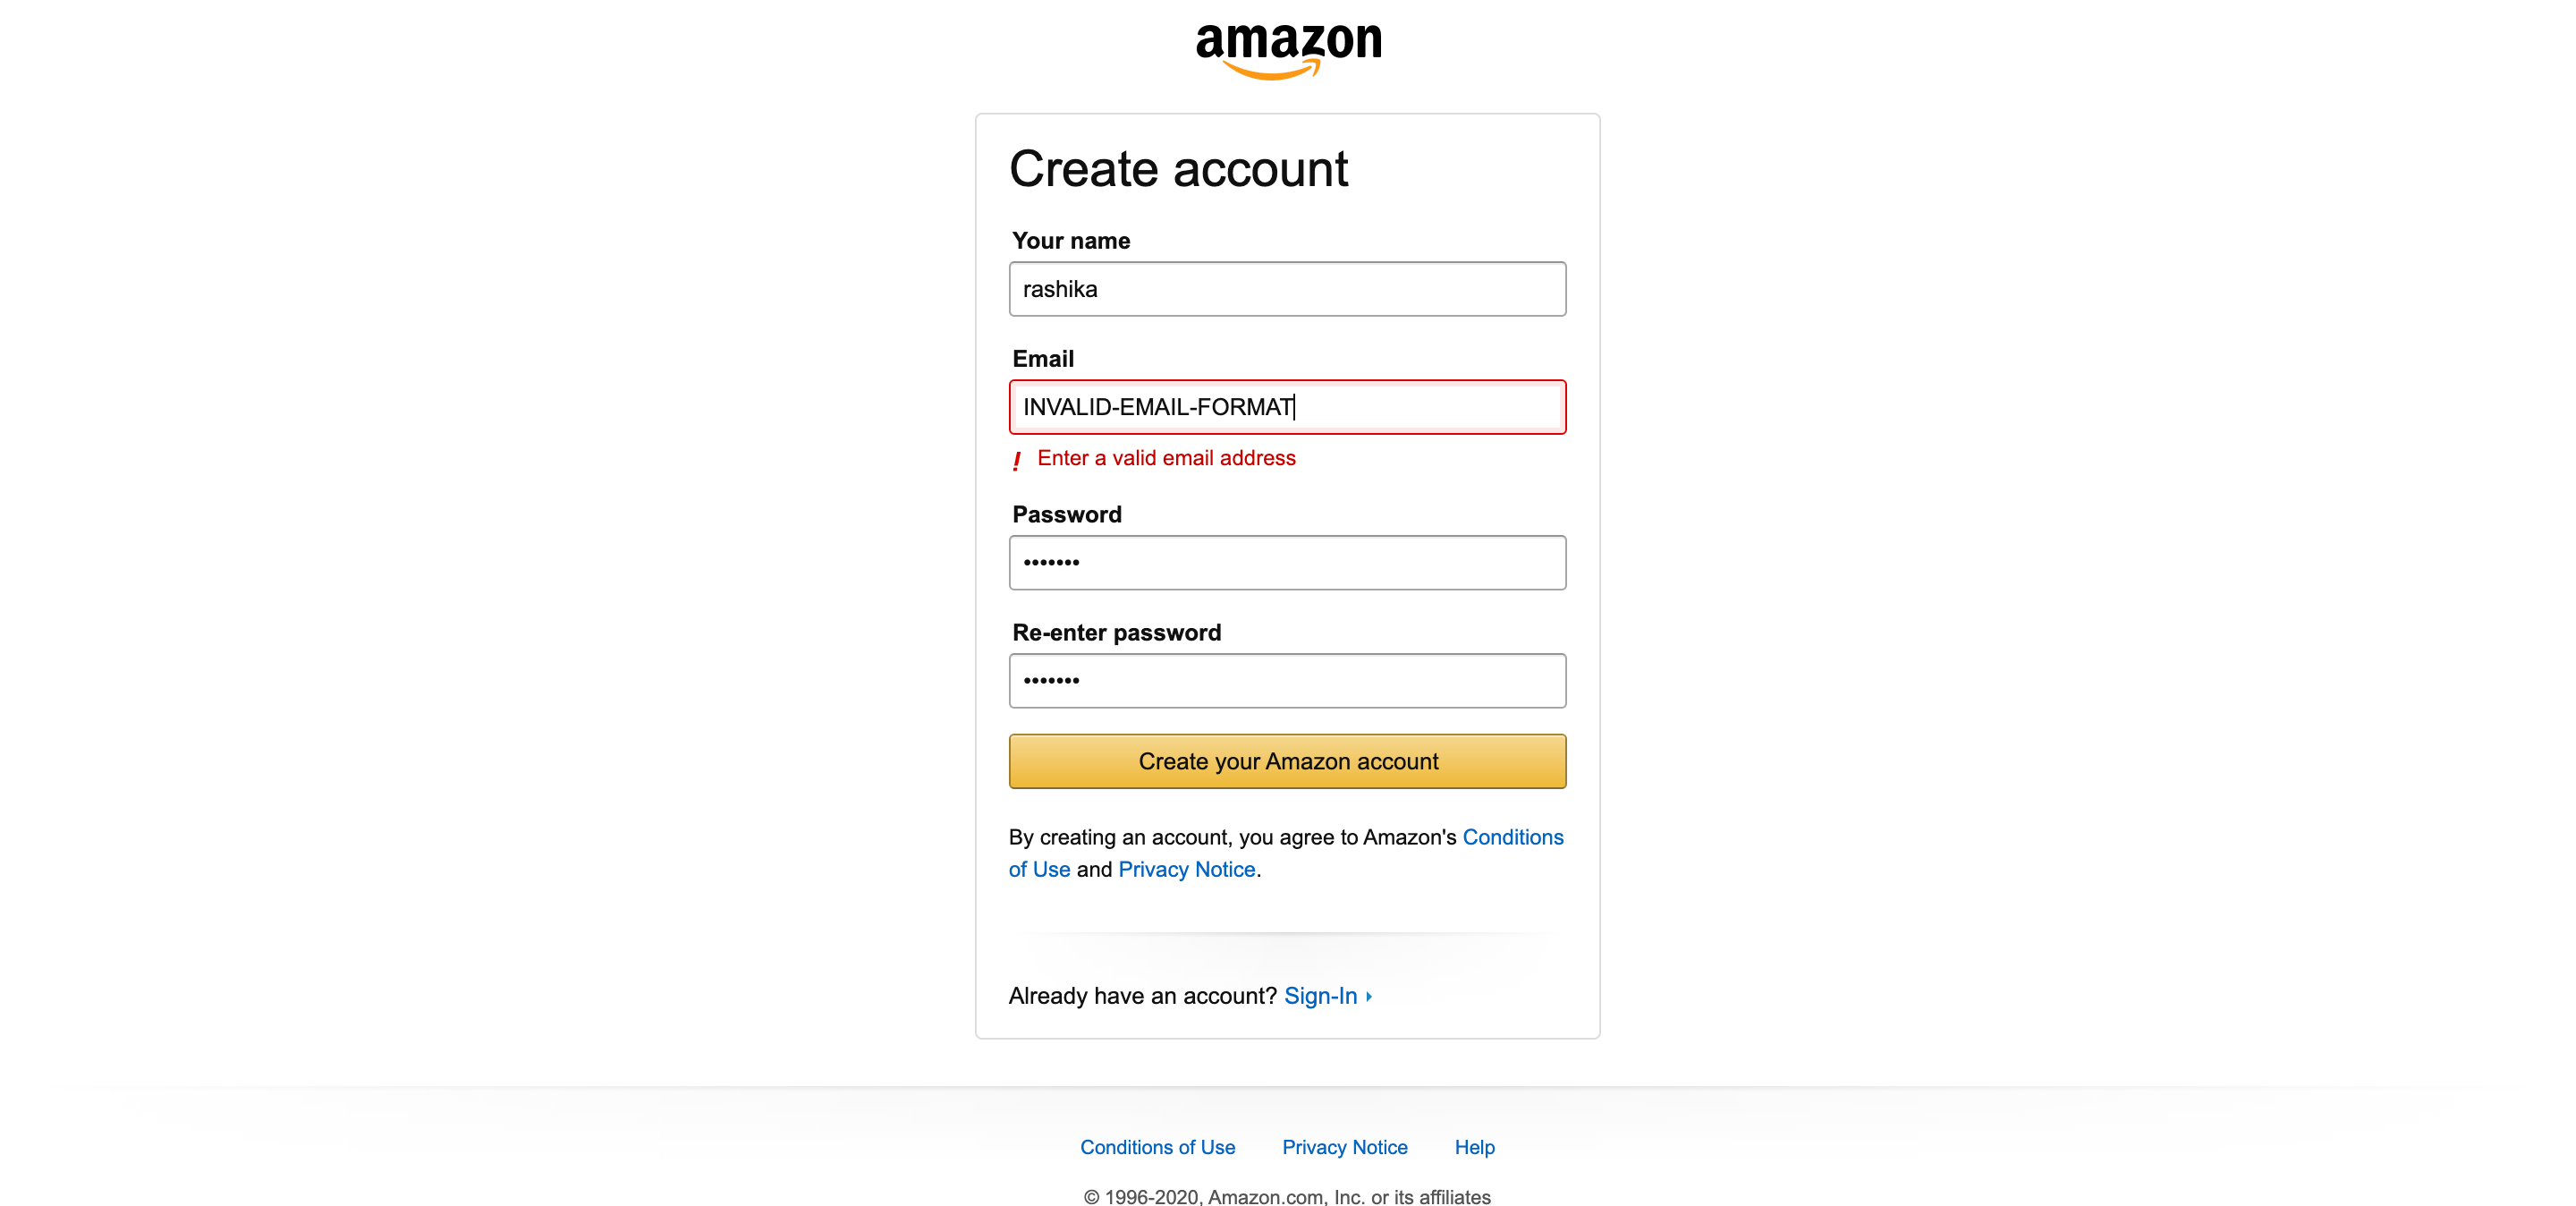 amazon
Create account
Your name
rashika
Email
INVALID-EMAIL-FORMAT
! Enter a valid email address
Password
•••••••
Re-enter password
•••••••
Create your Amazon account
By creating an account, you agree to Amazon's Conditions
of Use and Privacy Notice.
Already have an account? Sign-In
Conditions of Use Privacy Notice Help
© 1996-2020, Amazon.com, Inc. or its affiliates